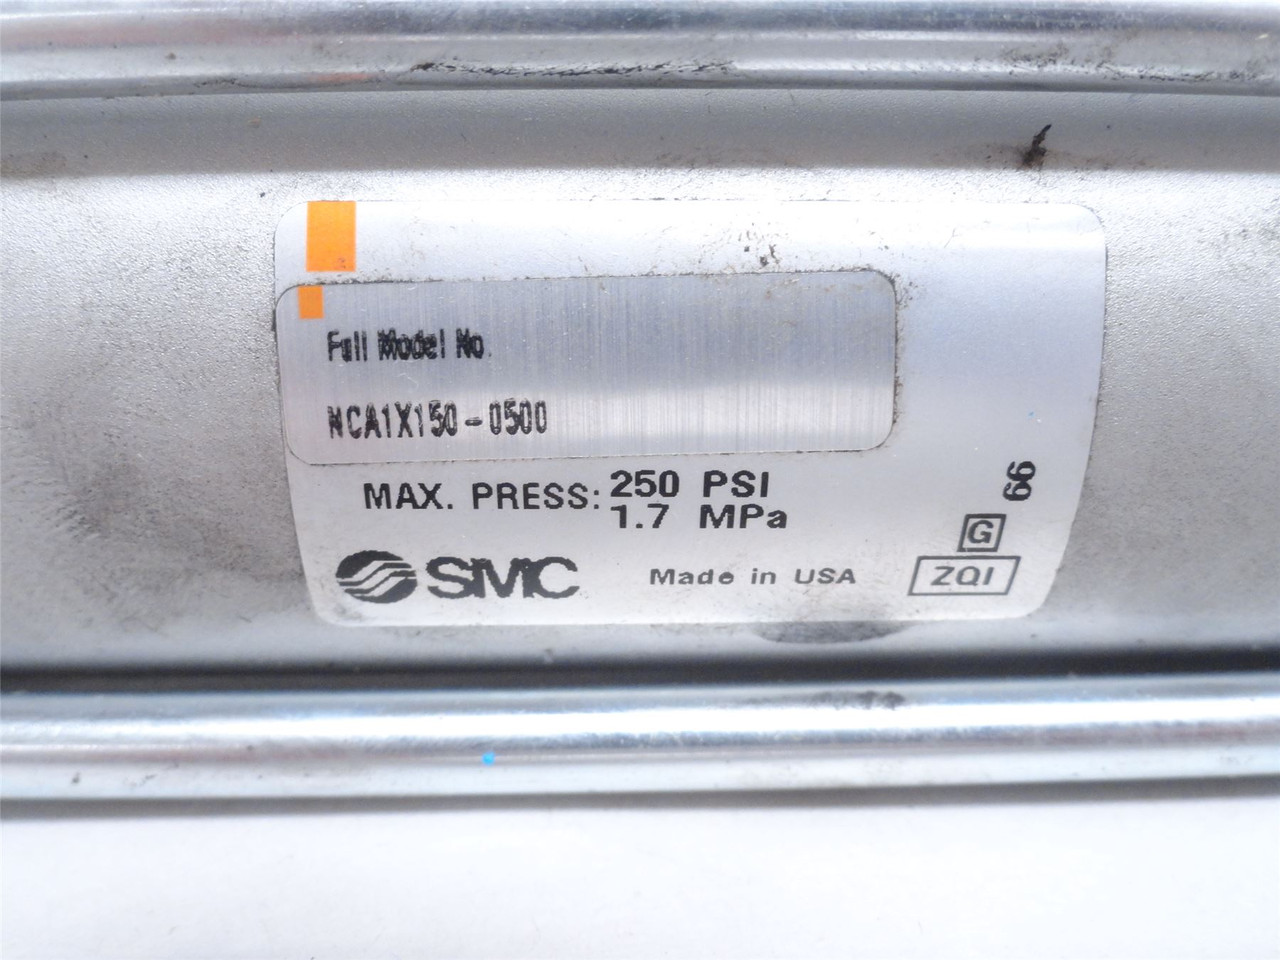 Full Model No.
NCA1X150-0500
MAX. PRESS: 250 PSI
1.7 MPa
66
G
SMC
Made in USA
ZQI